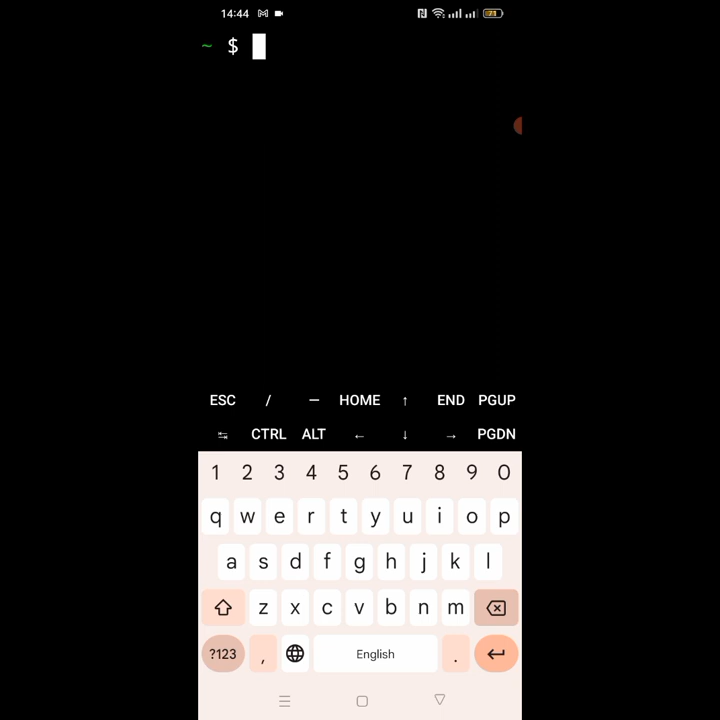 14:44
~ $
ESC / — HOME ↑ END PGUP
↹ CTRL ALT ← ↓ → PGDN
1 2 3 4 5 6 7 8 9 0
q w e r t y u i o p
a s d f g h j k l
z x c v b n m
?123 , English .